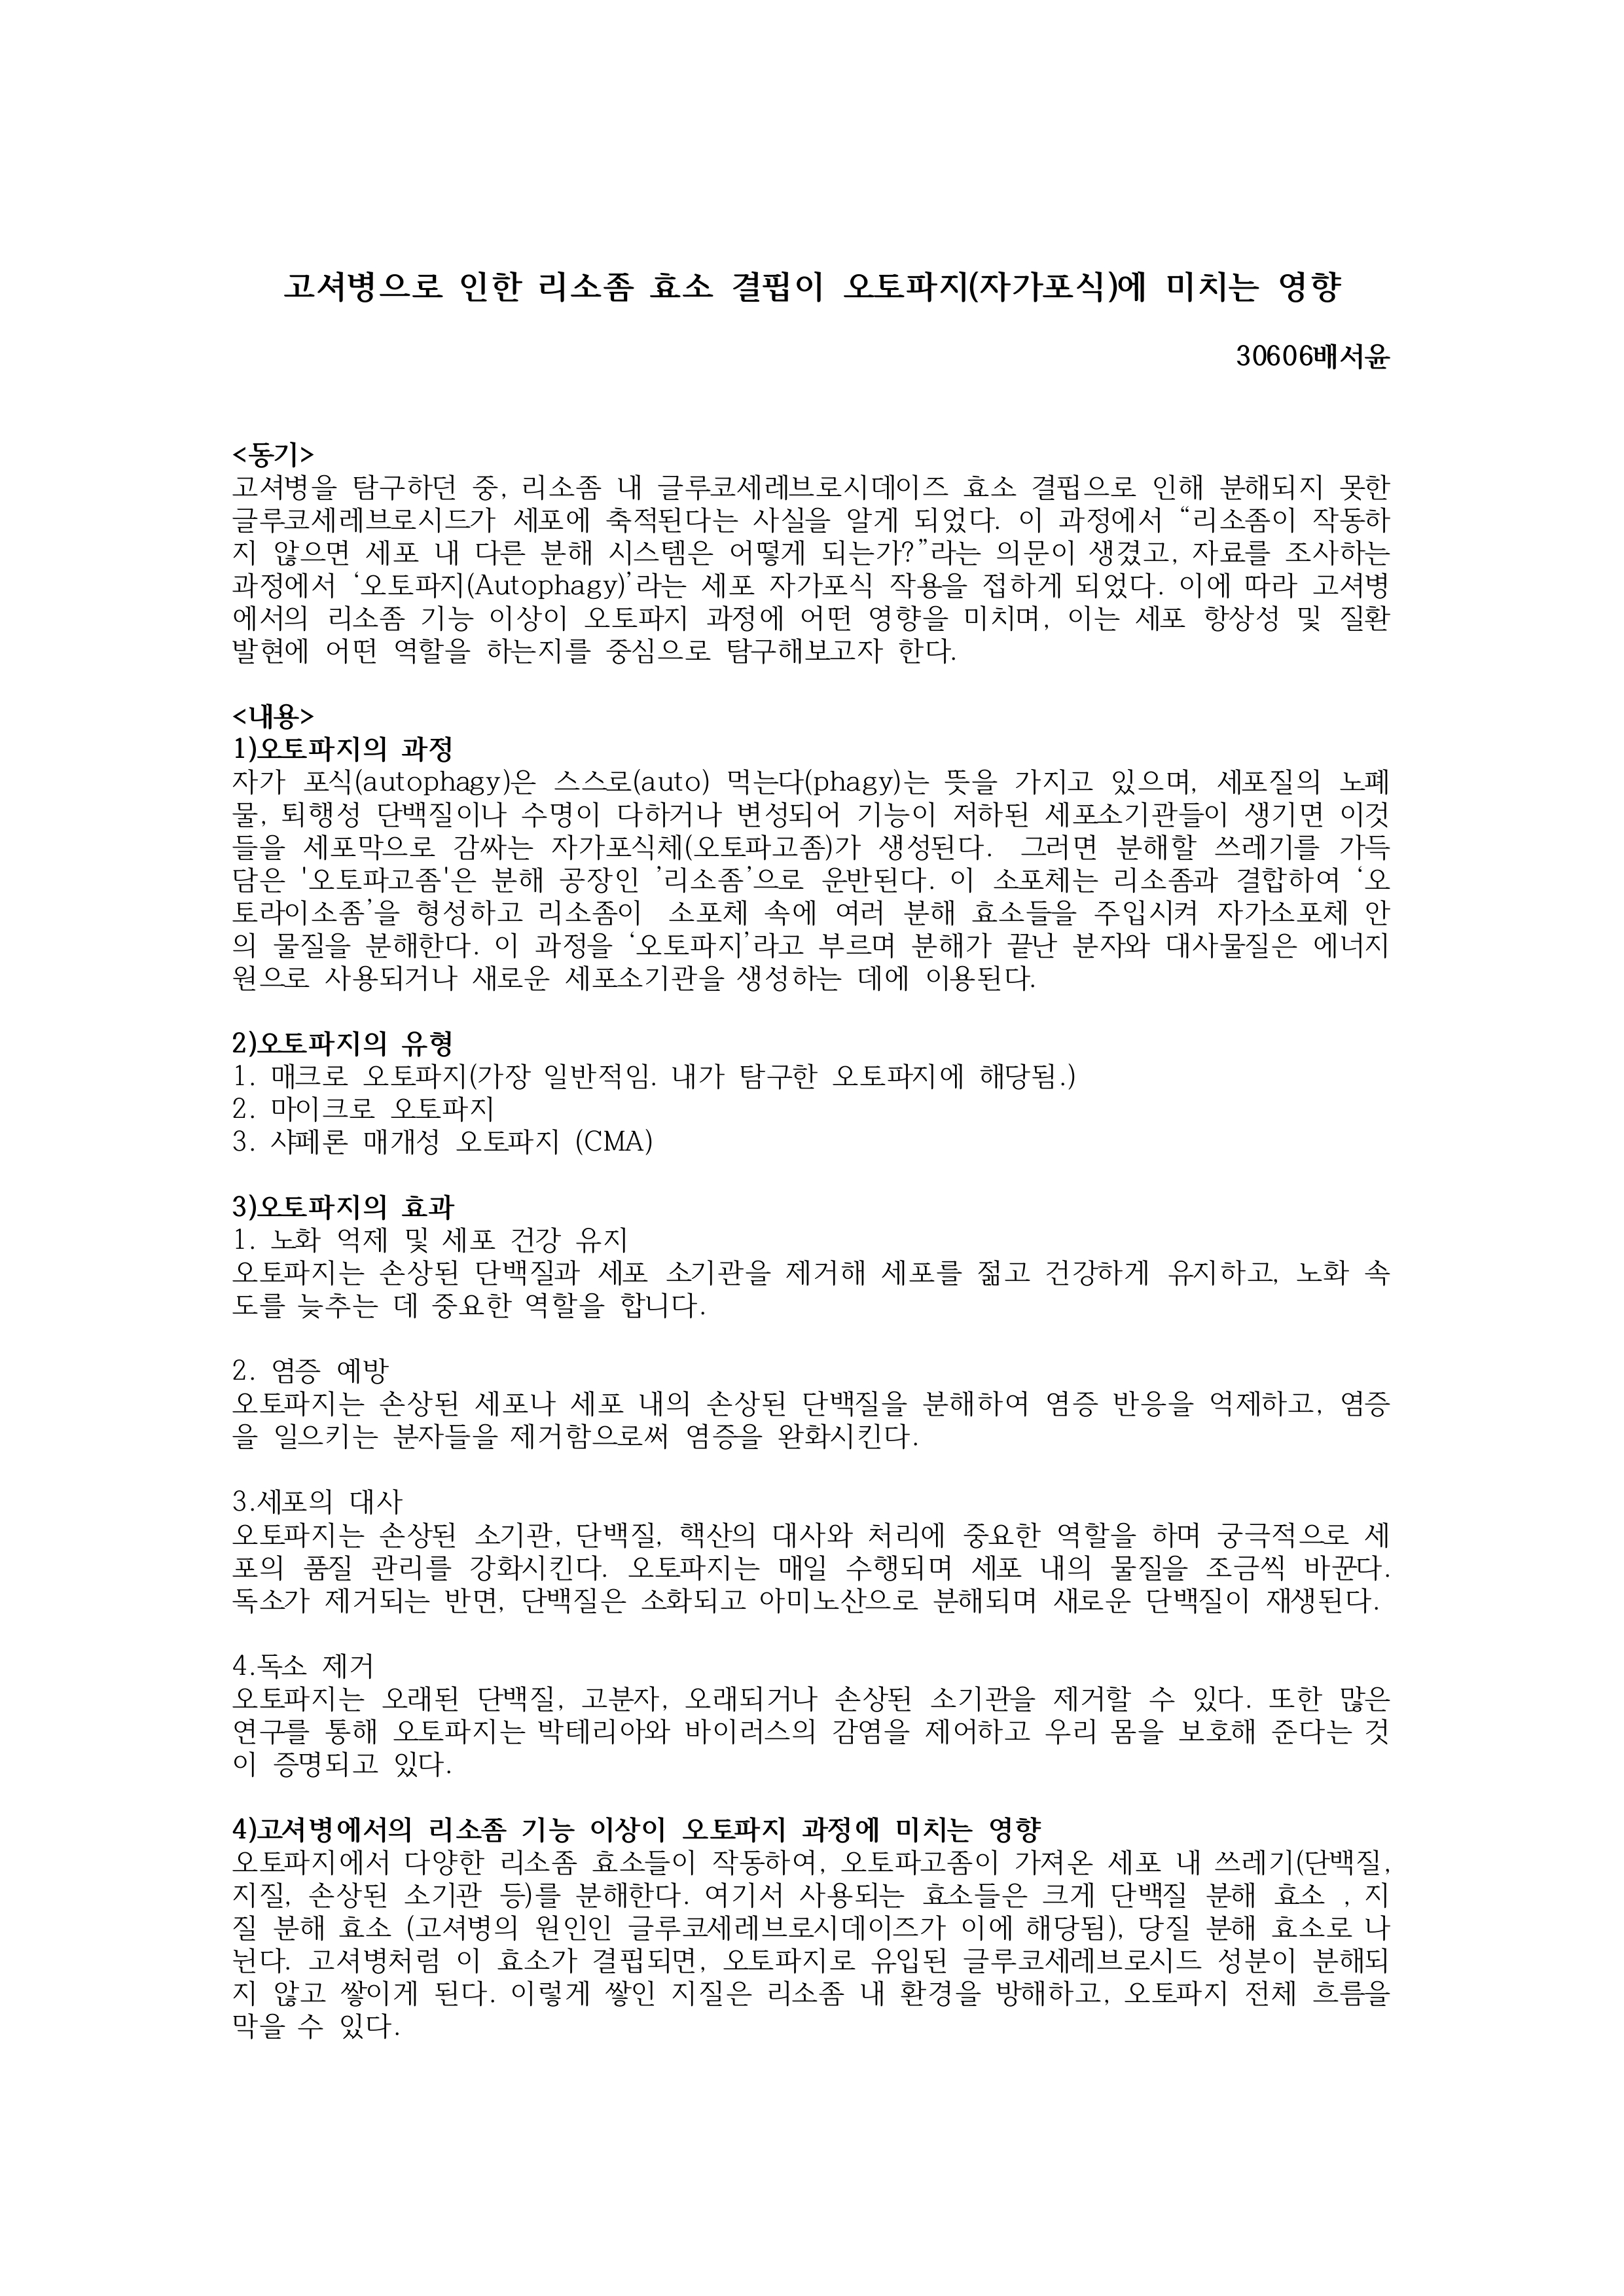 고셔병으로 인한 리소좀 효소 결핍이 오토파지(자가포식)에 미치는 영향
30606배서윤
<동기>
고셔병을 탐구하던 중, 리소좀 내 글루코세레브로시데이즈 효소 결핍으로 인해 분해되지 못한
글루코세레브로시드가 세포에 축적된다는 사실을 알게 되었다. 이 과정에서 “리소좀이 작동하
지 않으면 세포 내 다른 분해 시스템은 어떻게 되는가?”라는 의문이 생겼고, 자료를 조사하는
과정에서 ‘오토파지(Autophagy)’라는 세포 자가포식 작용을 접하게 되었다. 이에 따라 고셔병
에서의 리소좀 기능 이상이 오토파지 과정에 어떤 영향을 미치며, 이는 세포 항상성 및 질환
발현에 어떤 역할을 하는지를 중심으로 탐구해보고자 한다.
<내용>
1)오토파지의 과정
자가 포식(autophagy)은 스스로(auto) 먹는다(phagy)는 뜻을 가지고 있으며, 세포질의 노폐
물, 퇴행성 단백질이나 수명이 다하거나 변성되어 기능이 저하된 세포소기관들이 생기면 이것
들을 세포막으로 감싸는 자가포식체(오토파고좀)가 생성된다. 그러면 분해할 쓰레기를 가득
담은 '오토파고좀'은 분해 공장인 ’리소좀’으로 운반된다. 이 소포체는 리소좀과 결합하여 ‘오
토라이소좀’을 형성하고 리소좀이 소포체 속에 여러 분해 효소들을 주입시켜 자가소포체 안
의 물질을 분해한다. 이 과정을 ‘오토파지’라고 부르며 분해가 끝난 분자와 대사물질은 에너지
원으로 사용되거나 새로운 세포소기관을 생성하는 데에 이용된다.
2)오토파지의 유형
1. 매크로 오토파지(가장 일반적임. 내가 탐구한 오토파지에 해당됨.)
2. 마이크로 오토파지
3. 샤페론 매개성 오토파지 (CMA)
3)오토파지의 효과
1. 노화 억제 및 세포 건강 유지
오토파지는 손상된 단백질과 세포 소기관을 제거해 세포를 젊고 건강하게 유지하고, 노화 속
도를 늦추는 데 중요한 역할을 합니다.
2. 염증 예방
오토파지는 손상된 세포나 세포 내의 손상된 단백질을 분해하여 염증 반응을 억제하고, 염증
을 일으키는 분자들을 제거함으로써 염증을 완화시킨다.
3.세포의 대사
오토파지는 손상된 소기관, 단백질, 핵산의 대사와 처리에 중요한 역할을 하며 궁극적으로 세
포의 품질 관리를 강화시킨다. 오토파지는 매일 수행되며 세포 내의 물질을 조금씩 바꾼다.
독소가 제거되는 반면, 단백질은 소화되고 아미노산으로 분해되며 새로운 단백질이 재생된다.
4.독소 제거
오토파지는 오래된 단백질, 고분자, 오래되거나 손상된 소기관을 제거할 수 있다. 또한 많은
연구를 통해 오토파지는 박테리아와 바이러스의 감염을 제어하고 우리 몸을 보호해 준다는 것
이 증명되고 있다.
4)고셔병에서의 리소좀 기능 이상이 오토파지 과정에 미치는 영향
오토파지에서 다양한 리소좀 효소들이 작동하여, 오토파고좀이 가져온 세포 내 쓰레기(단백질,
지질, 손상된 소기관 등)를 분해한다. 여기서 사용되는 효소들은 크게 단백질 분해 효소 , 지
질 분해 효소 (고셔병의 원인인 글루코세레브로시데이즈가 이에 해당됨), 당질 분해 효소로 나
뉜다. 고셔병처럼 이 효소가 결핍되면, 오토파지로 유입된 글루코세레브로시드 성분이 분해되
지 않고 쌓이게 된다. 이렇게 쌓인 지질은 리소좀 내 환경을 방해하고, 오토파지 전체 흐름을
막을 수 있다.